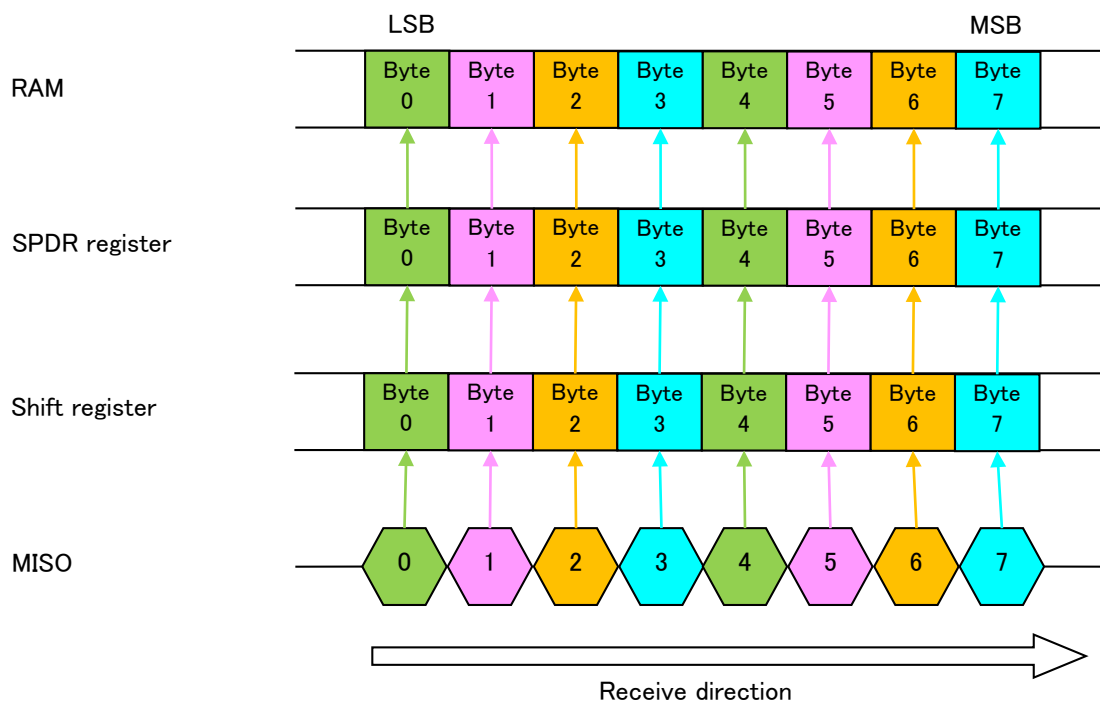 LSB MSB
RAM
Byte Byte Byte Byte Byte Byte Byte Byte
0 1 2 3 4 5 6 7
SPDR register
Byte Byte Byte Byte Byte Byte Byte Byte
0 1 2 3 4 5 6 7
Shift register
Byte Byte Byte Byte Byte Byte Byte Byte
0 1 2 3 4 5 6 7
MISO
0 1 2 3 4 5 6 7
Receive direction